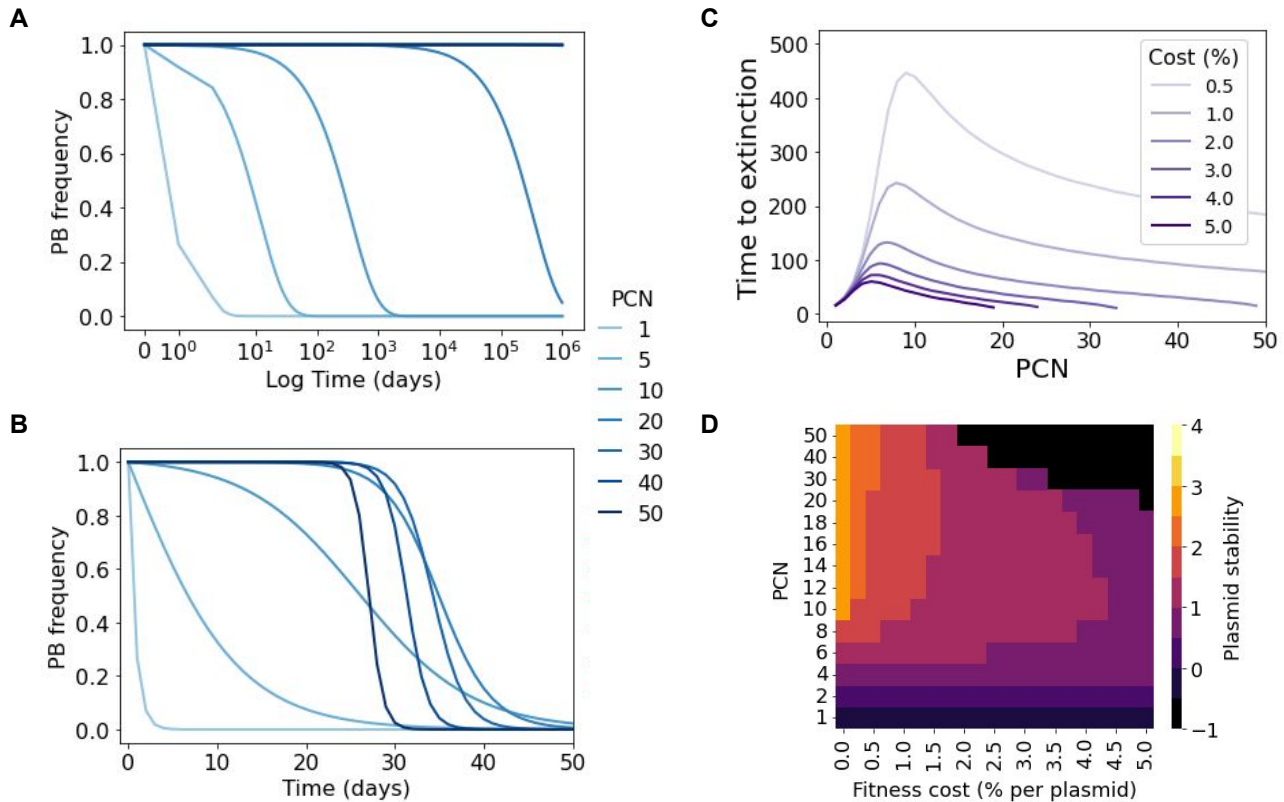 A
1.0
0.8
0.6
0.4
0.2
0.0
PB frequency
0 10⁰ 10¹ 10² 10³ 10⁴ 10⁵ 10⁶
Log Time (days)
PCN
1
5
10
20
30
40
50
B
1.0
0.8
0.6
0.4
0.2
0.0
PB frequency
0 10 20 30 40 50
Time (days)
C
500
400
300
200
100
0
Time to extinction
Cost (%)
0.5
1.0
2.0
3.0
4.0
5.0
0 10 20 30 40 50
PCN
D
50
40
30
20
18
16
14
12
10
8
6
4
2
1
PCN
0.0 0.5 1.0 1.5 2.0 2.5 3.0 3.5 4.0 4.5 5.0
Fitness cost (% per plasmid)
4
3
2
1
0
−1
Plasmid stability